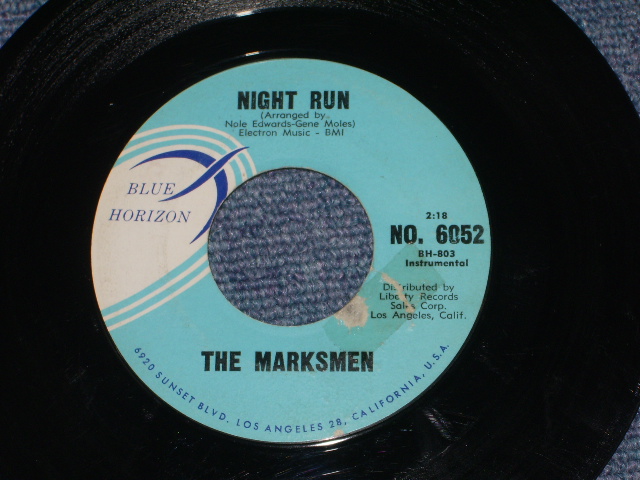 NIGHT RUN
(Arranged by
Nole Edwards-Gene Moles)
Electron Music - BMI
BLUE
HORIZON
2:18
NO. 6052
BH-803
Instrumental
Distributed by
Liberty Records
Sales Corp.
Los Angeles, Calif.
THE MARKSMEN
6920 SUNSET BLVD. LOS ANGELES 28, CALIFORNIA, U.S.A.